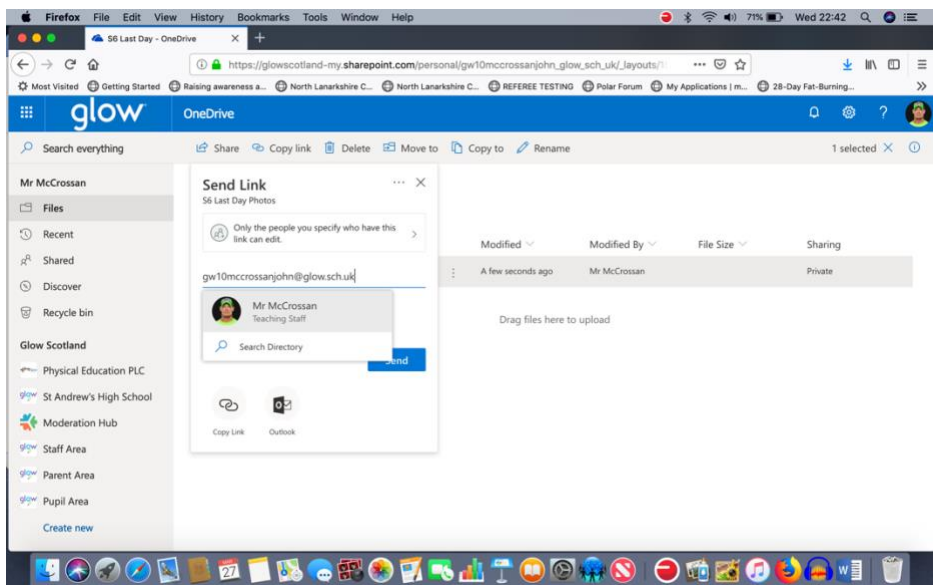 Firefox File Edit View History Bookmarks Tools Window Help 71% Wed 22:42
S6 Last Day - OneDrive
https://glowscotland-my.sharepoint.com/personal/gw10mccrossanjohn_glow_sch_uk/_layouts/1
Most Visited Getting Started Raising awareness a... North Lanarkshire C... North Lanarkshire C... REFEREE TESTING Polar Forum My Applications | m... 28-Day Fat-Burning...
glow OneDrive ?
Search everything Share Copy link Delete Move to Copy to Rename 1 selected
Mr McCrossan
Files
Recent
Shared
Discover
Recycle bin
Glow Scotland
Physical Education PLC
St Andrew's High School
Moderation Hub
Staff Area
Parent Area
Pupil Area
Create new
Send Link
S6 Last Day Photos
Only the people you specify who have this
link can edit.
gw10mccrossanjohn@glow.sch.uk
Mr McCrossan
Teaching Staff
Search Directory
Send
Copy Link Outlook
Modified Modified By File Size Sharing
A few seconds ago Mr McCrossan Private
Drag files here to upload
27